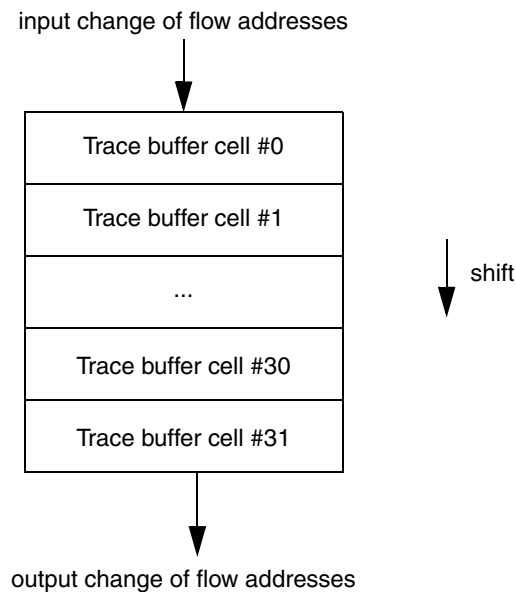 input change of flow addresses
Trace buffer cell #0
Trace buffer cell #1
...
shift
Trace buffer cell #30
Trace buffer cell #31
output change of flow addresses